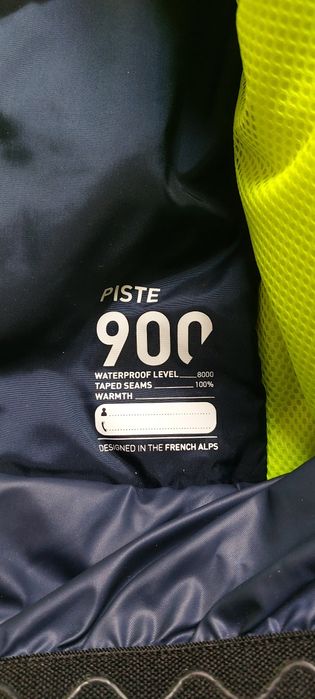 PISTE
900
WATERPROOF LEVEL 8000
TAPED SEAMS 100%
WARMTH
DESIGNED IN THE FRENCH ALPS